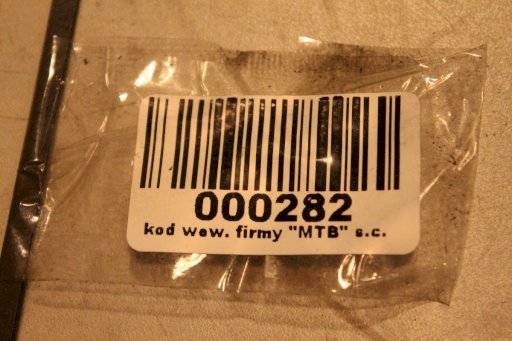 000282
kod wew. firmy "MTB" s.c.